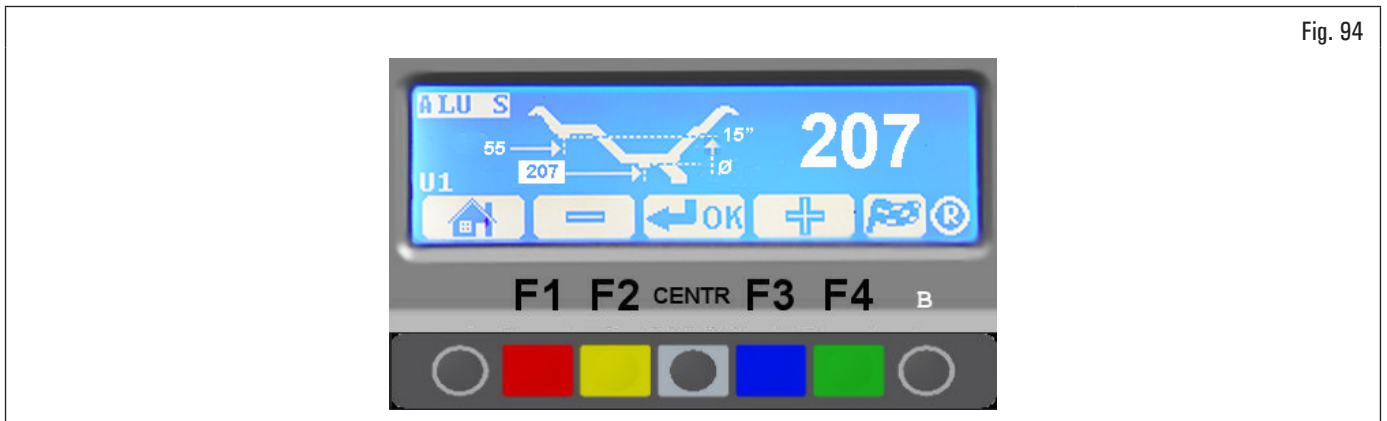 Fig. 94
ALU S
15"
207
55
207
Ø
U1
OK
®
F1 F2 CENTR F3 F4 B